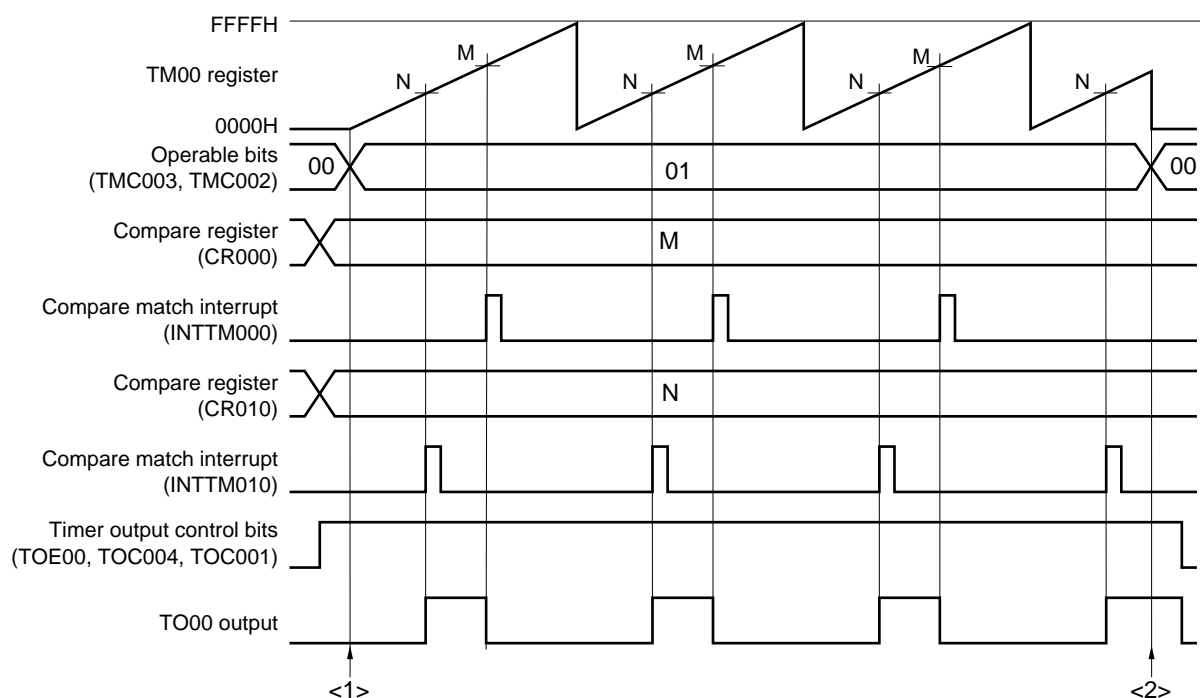 FFFFH
TM00 register
0000H
N M N M N M N
Operable bits
(TMC003, TMC002)
00 01 00
Compare register
(CR000)
M
Compare match interrupt
(INTTM000)
Compare register
(CR010)
N
Compare match interrupt
(INTTM010)
Timer output control bits
(TOE00, TOC004, TOC001)
TO00 output
<1> <2>